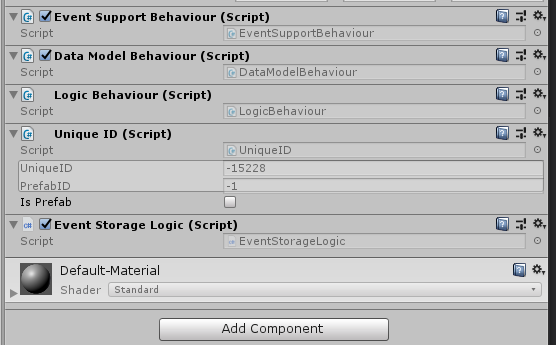 Event Support Behaviour (Script)
Script EventSupportBehaviour
Data Model Behaviour (Script)
Script DataModelBehaviour
Logic Behaviour (Script)
Script LogicBehaviour
Unique ID (Script)
Script UniqueID
UniqueID -15228
PrefabID -1
Is Prefab
Event Storage Logic (Script)
Script EventStorageLogic
Default-Material
Shader Standard
Add Component